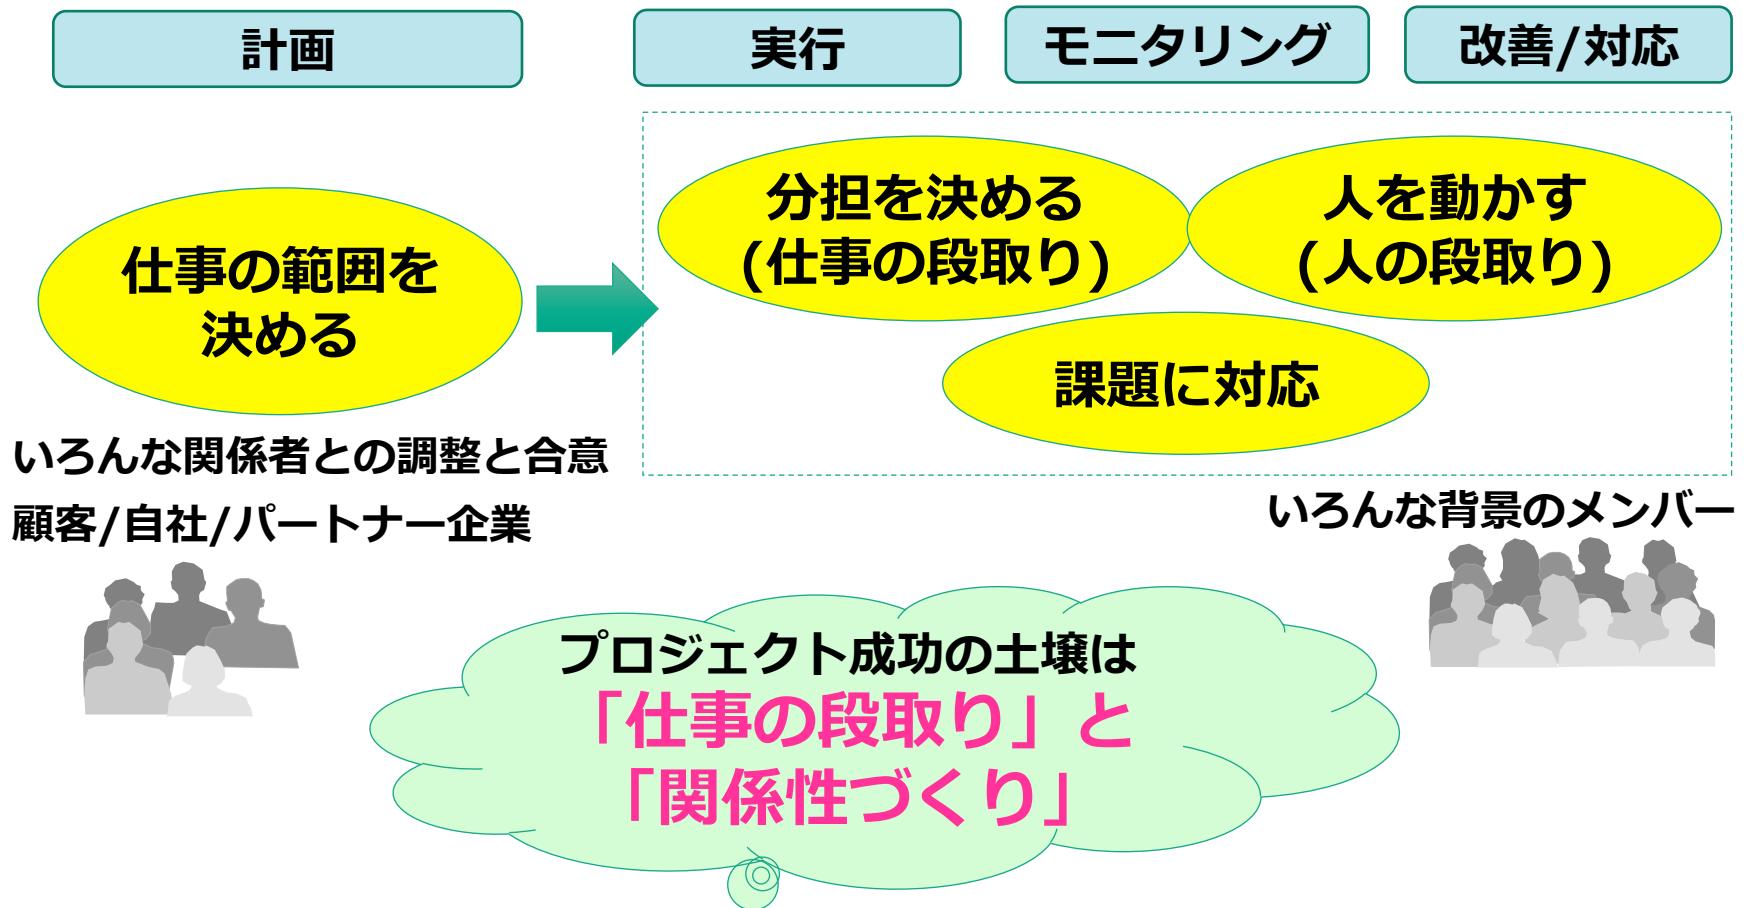 計画
実行
モニタリング
改善/対応
仕事の範囲を
決める
分担を決める
(仕事の段取り)
人を動かす
(人の段取り)
課題に対応
いろんな関係者との調整と合意
顧客/自社/パートナー企業
いろんな背景のメンバー
プロジェクト成功の土壌は
「仕事の段取り」と
「関係性づくり」